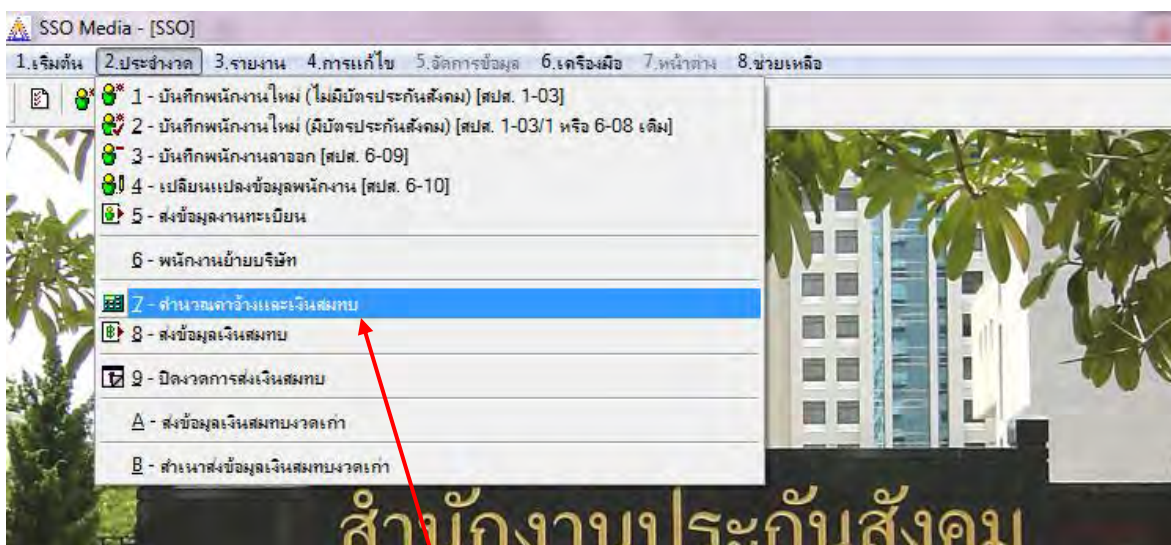 SSO Media - [SSO]
1.เริ่มต้น 2.ประจำงวด 3.รายงาน 4.การแก้ไข 5.จัดการข้อมูล 6.เครื่องมือ 7.หน้าต่าง 8.ช่วยเหลือ
1 - บันทึกพนักงานใหม่ (ไม่มีบัตรประกันสังคม) [สปส. 1-03]
2 - บันทึกพนักงานใหม่ (มีบัตรประกันสังคม) [สปส. 1-03/1 หรือ 6-08 เดิม]
3 - บันทึกพนักงานลาออก [สปส. 6-09]
4 - เปลี่ยนแปลงข้อมูลพนักงาน [สปส. 6-10]
5 - ส่งข้อมูลงานทะเบียน
6 - พนักงานย้ายบริษัท
7 - คำนวณค่าจ้างและเงินสมทบ
8 - ส่งข้อมูลเงินสมทบ
9 - ปิดงวดการส่งเงินสมทบ
A - ส่งข้อมูลเงินสมทบงวดเก่า
B - สำเนาส่งข้อมูลเงินสมทบงวดเก่า
สำนักงานประกันสังคม